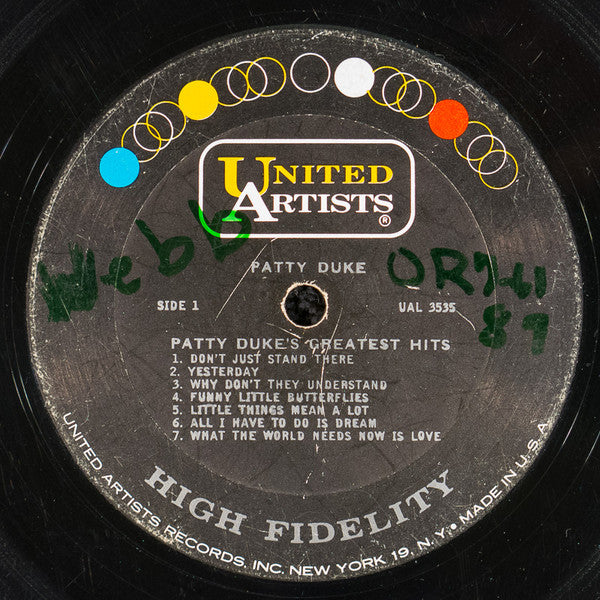 UNITED
ARTISTS®
PATTY DUKE
Webb
SIDE 1
UAL 3535
89
PATTY DUKE'S GREATEST HITS
1. DON'T JUST STAND THERE
2. YESTERDAY
3. WHY DON'T THEY UNDERSTAND
4. FUNNY LITTLE BUTTERFLIES
5. LITTLE THINGS MEAN A LOT
6. ALL I HAVE TO DO IS DREAM
7. WHAT THE WORLD NEEDS NOW IS LOVE
HIGH FIDELITY
UNITED ARTISTS RECORDS, INC. NEW YORK 19, N.Y. • MADE IN U.S.A.